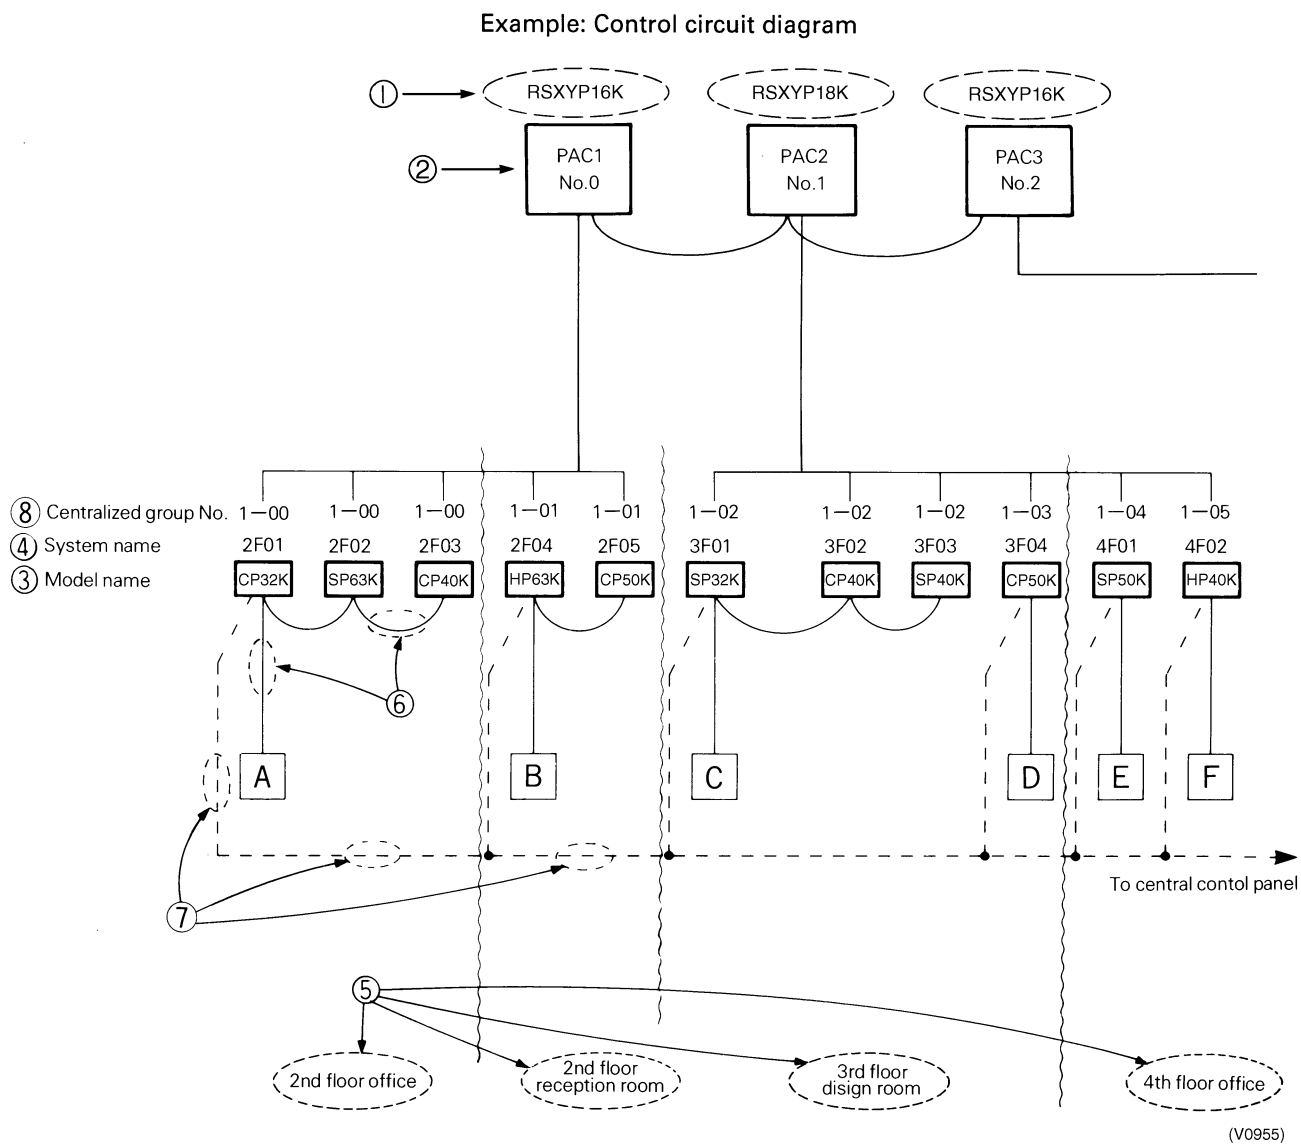 Example: Control circuit diagram
① RSXYP16K RSXYP18K RSXYP16K
② PAC1 PAC2 PAC3
No.0 No.1 No.2
⑧ Centralized group No. 1—00 1—00 1—00 1—01 1—01 1—02 1—02 1—02 1—03 1—04 1—05
④ System name 2F01 2F02 2F03 2F04 2F05 3F01 3F02 3F03 3F04 4F01 4F02
③ Model name CP32K SP63K CP40K HP63K CP50K SP32K CP40K SP40K CP50K SP50K HP40K
⑥
A B C D E F
To central contol panel
⑦
⑤
2nd floor office
2nd floor
reception room
3rd floor
disign room
4th floor office
(V0955)